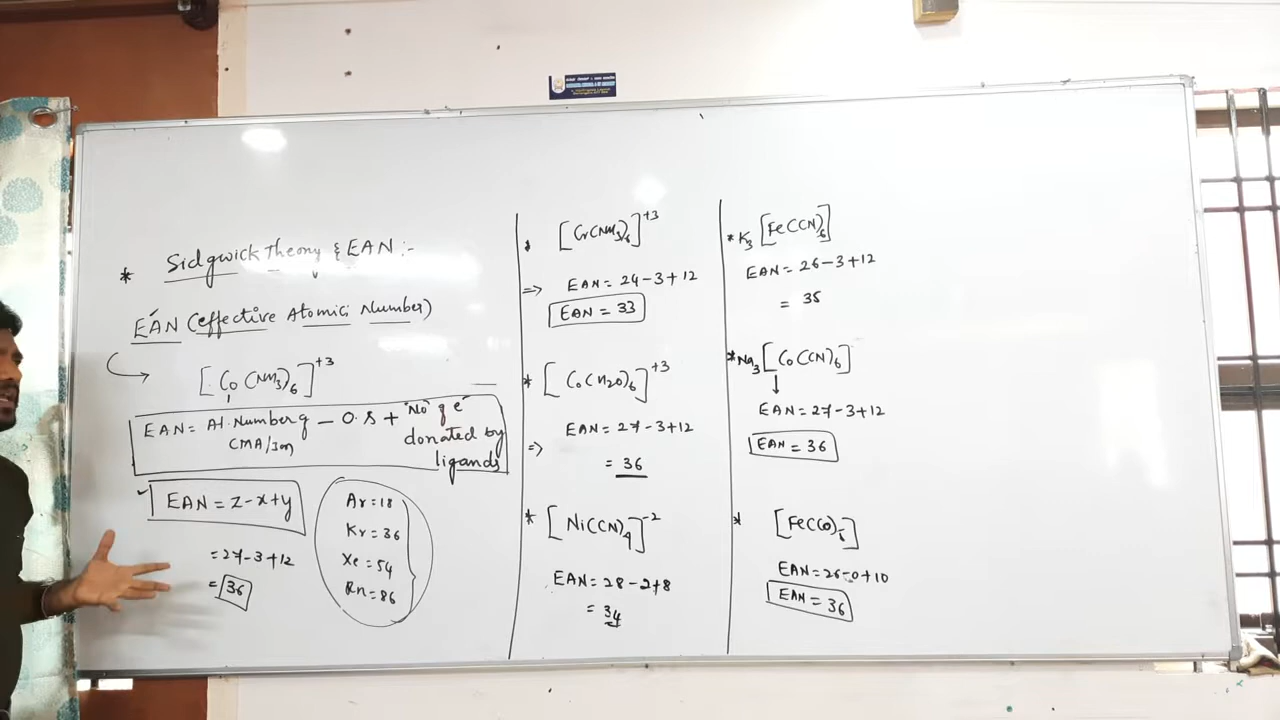 * Sidgwick Theory & EAN :-
EAN (effective Atomic Number)
[Co(NH3)6]+3
EAN = At. Number of CMA/Ion – O.S + "No" of e- donated by ligands
EAN = Z-x+y
= 27-3+12
= 36
Ar = 18
Kr = 36
Xe = 54
Rn = 86
[Cr(NH3)6]+3
=> EAN = 24-3+12
EAN = 33
* [Co(H2O)6]+3
EAN = 27-3+12
=> = 36
* [Ni(CN)4]-2
EAN = 28-2+8
= 34
* K3[Fe(CN)6]
EAN = 26-3+12
= 35
* Na3[Co(CN)6]
↓
EAN = 27-3+12
EAN = 36
* [Fe(CO)5]
EAN = 26-0+10
EAN = 36